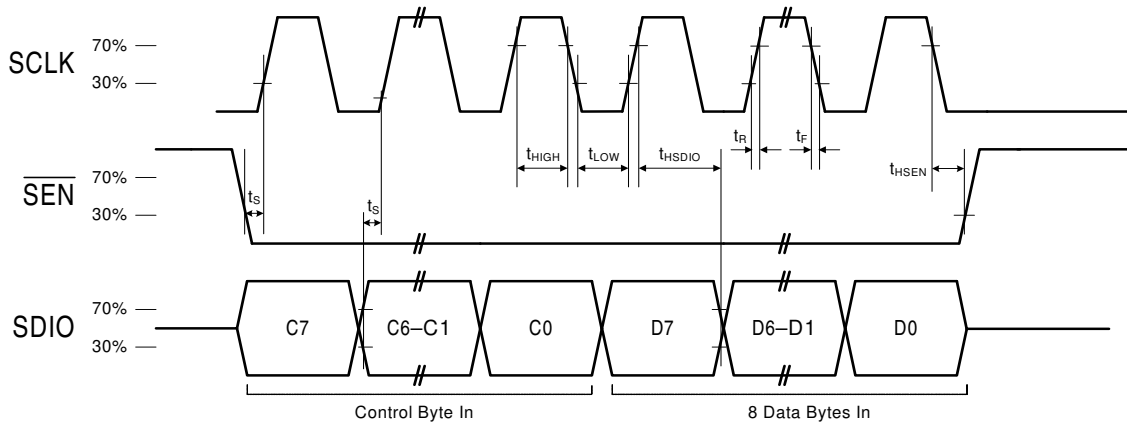 SCLK
70%
30%
tR
tF
tHIGH
tLOW
tHSDIO
tHSEN
SEN
70%
30%
tS
tS
SDIO
70%
30%
C7
C6–C1
C0
D7
D6–D1
D0
Control Byte In
8 Data Bytes In